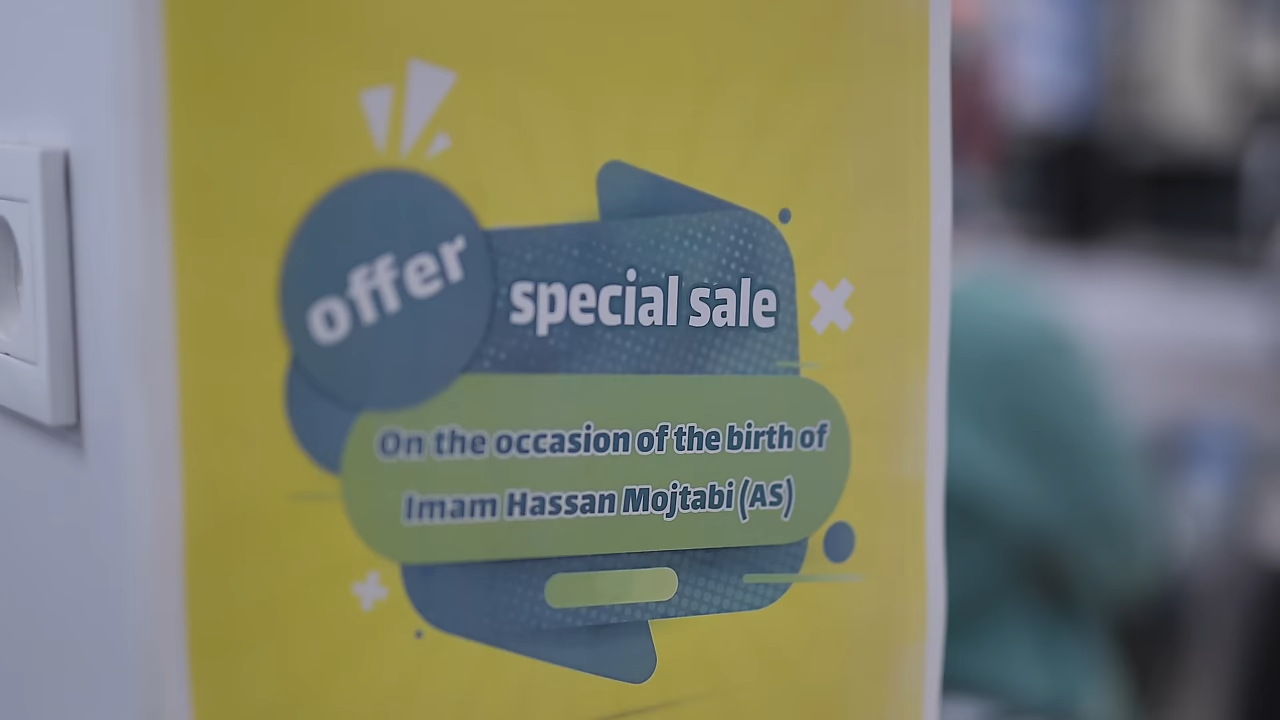 offer
special sale
On the occasion of the birth of
Imam Hassan Mojtabi (AS)